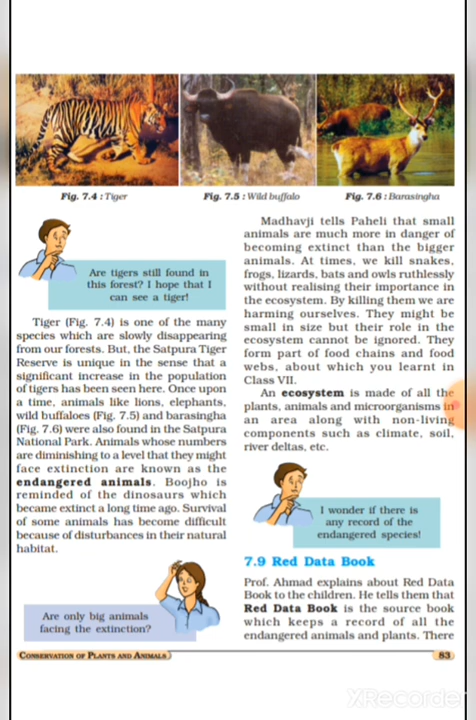 Fig. 7.4 : Tiger
Fig. 7.5 : Wild buffalo
Fig. 7.6 : Barasingha
Are tigers still found in
this forest? I hope that I
can see a tiger!
Tiger (Fig. 7.4) is one of the many
species which are slowly disappearing
from our forests. But, the Satpura Tiger
Reserve is unique in the sense that a
significant increase in the population
of tigers has been seen here. Once upon
a time, animals like lions, elephants,
wild buffaloes (Fig. 7.5) and barasingha
(Fig. 7.6) were also found in the Satpura
National Park. Animals whose numbers
are diminishing to a level that they might
face extinction are known as the
endangered animals. Boojho is
reminded of the dinosaurs which
became extinct a long time ago. Survival
of some animals has become difficult
because of disturbances in their natural
habitat.
Are only big animals
facing the extinction?
Madhavji tells Paheli that small
animals are much more in danger of
becoming extinct than the bigger
animals. At times, we kill snakes,
frogs, lizards, bats and owls ruthlessly
without realising their importance in
the ecosystem. By killing them we are
harming ourselves. They might be
small in size but their role in the
ecosystem cannot be ignored. They
form part of food chains and food
webs, about which you learnt in
Class VII.
An ecosystem is made of all the
plants, animals and microorganisms in
an area along with non-living
components such as climate, soil,
river deltas, etc.
I wonder if there is
any record of the
endangered species!
7.9 Red Data Book
Prof. Ahmad explains about Red Data
Book to the children. He tells them that
Red Data Book is the source book
which keeps a record of all the
endangered animals and plants. There
CONSERVATION OF PLANTS AND ANIMALS
83
XRecorder